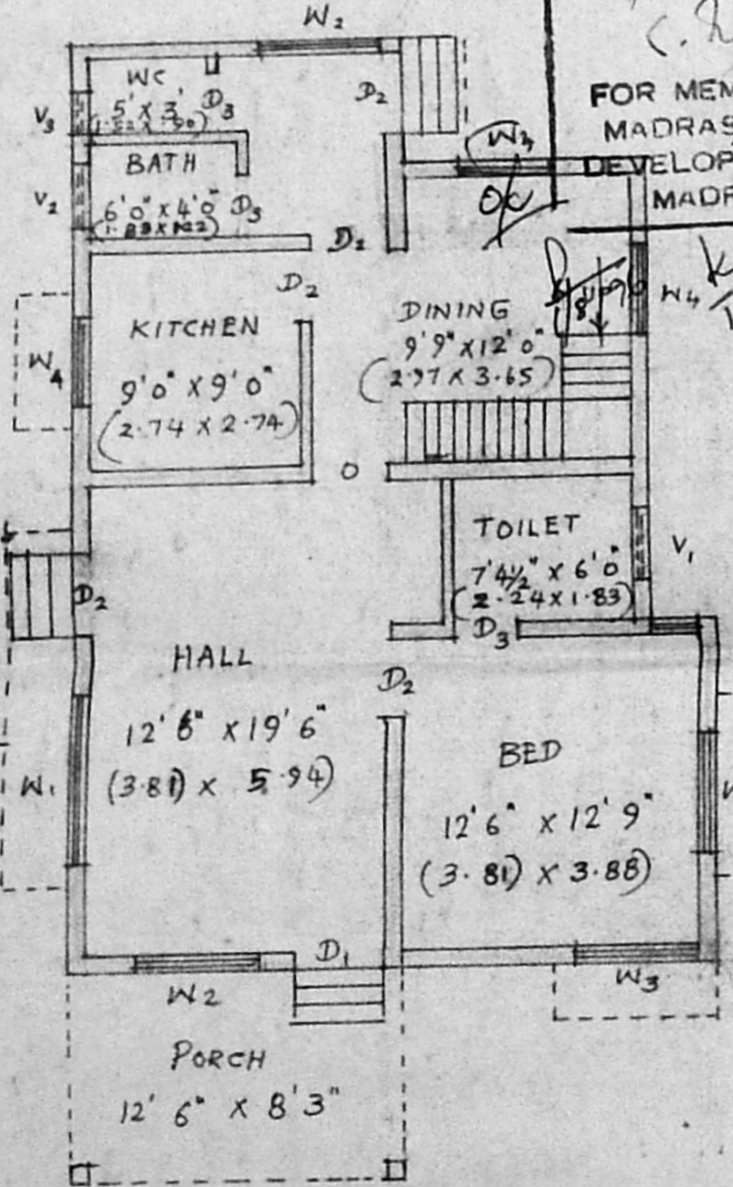 W2
FOR MEM
MADRAS
DEVELOP
MADR
WC
5' x 3'
D3
D2
V3
BATH
6'0" x 4'0"
(1.83 x 1.22)
D3
V2
D2
D2
KITCHEN
9'0" x 9'0"
(2.74 x 2.74)
W4
DINING
9'9" x 12'0"
(2.97 x 3.65)
W4
O
TOILET
7'4½" x 6'0"
(2.24 x 1.83)
V1
D3
D2
HALL
12'6" x 19'6"
(3.81) x 5.94)
W1
D2
BED
12'6" x 12'9"
(3.81) x 3.88)
D1
W2
W3
PORCH
12' 6" x 8'3"